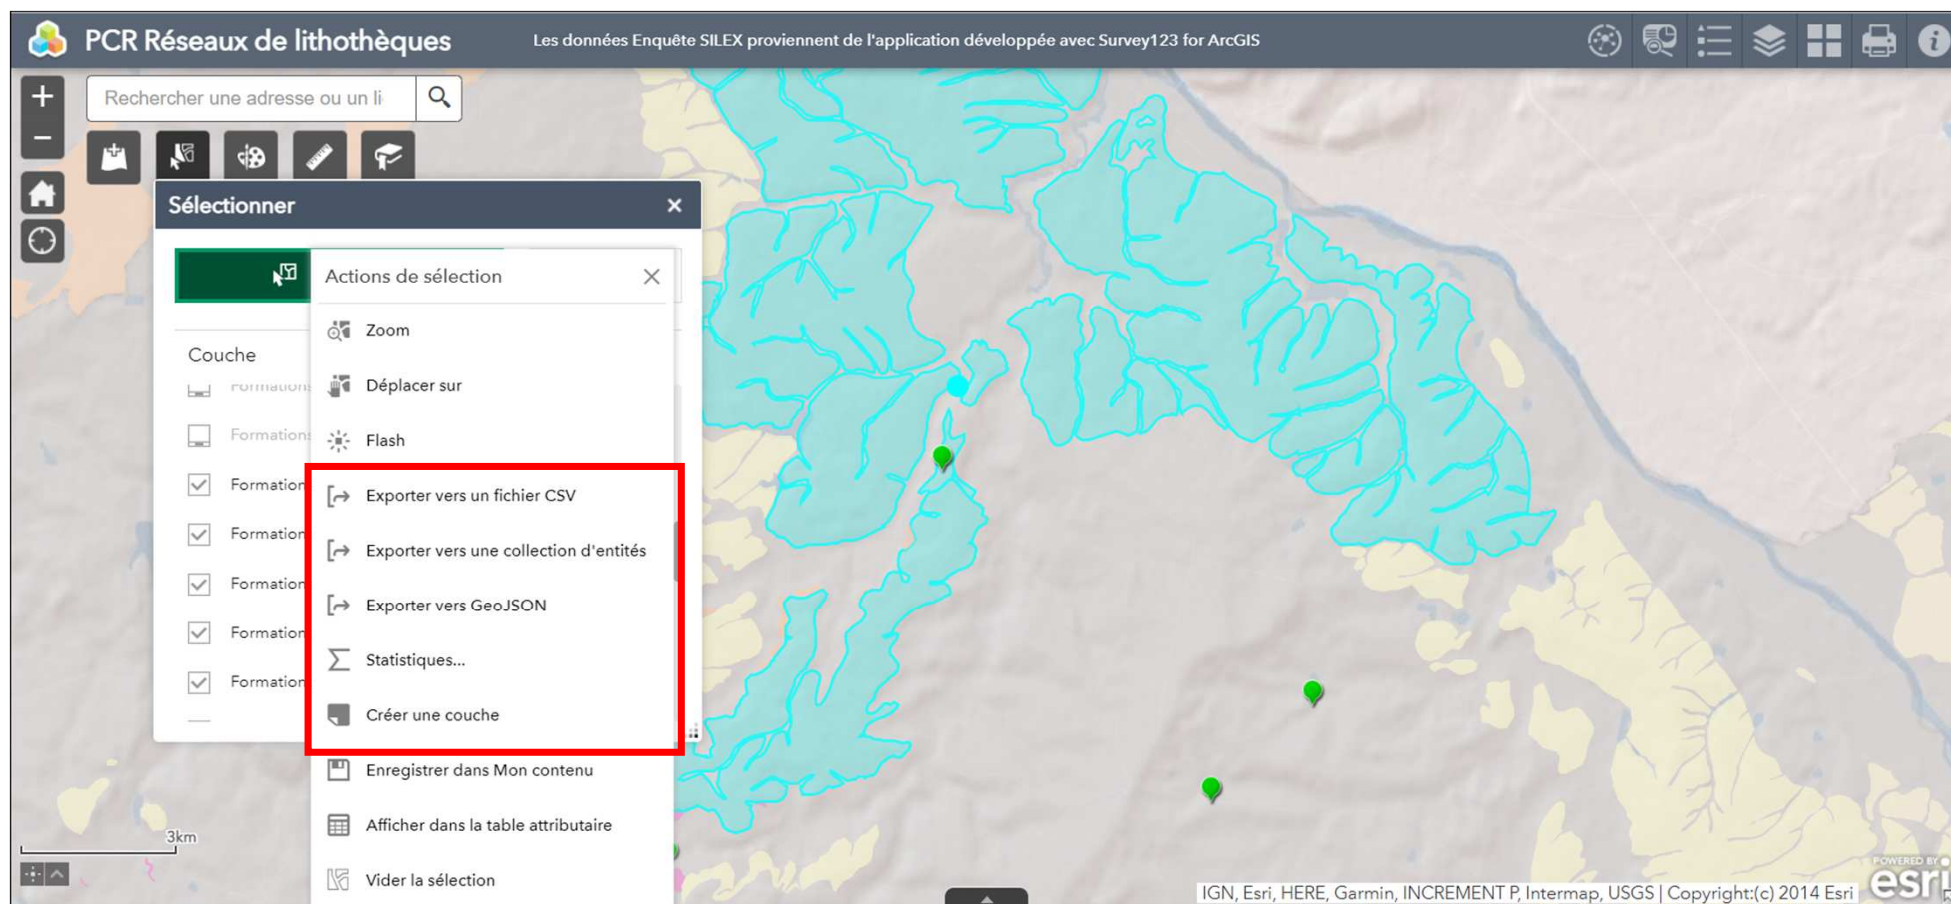 PCR Réseaux de lithothèques
Les données Enquête SILEX proviennent de l'application développée avec Survey123 for ArcGIS
Rechercher une adresse ou un li
Sélectionner
Actions de sélection
Zoom
Couche
Déplacer sur
Formations
Flash
Formations
Exporter vers un fichier CSV
Formation
Exporter vers une collection d'entités
Formation
Exporter vers GeoJSON
Formation
Statistiques...
Formation
Créer une couche
Formation
Enregistrer dans Mon contenu
Afficher dans la table attributaire
Vider la sélection
3km
POWERED BY
esri
IGN, Esri, HERE, Garmin, INCREMENT P, Intermap, USGS | Copyright:(c) 2014 Esri